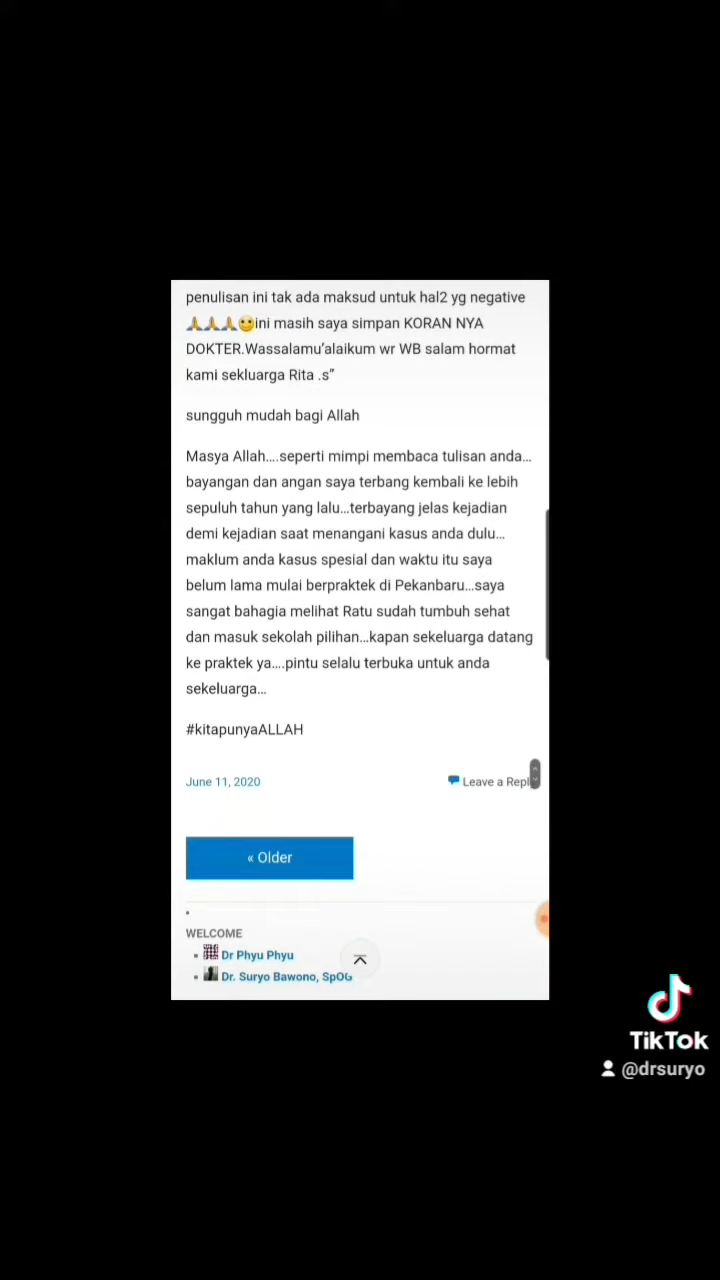 penulisan ini tak ada maksud untuk hal2 yg negative
🙏🙏🙏🙂ini masih saya simpan KORAN NYA
DOKTER.Wassalamu’alaikum wr WB salam hormat
kami sekluarga Rita .s”
sungguh mudah bagi Allah
Masya Allah….seperti mimpi membaca tulisan anda…
bayangan dan angan saya terbang kembali ke lebih
sepuluh tahun yang lalu…terbayang jelas kejadian
demi kejadian saat menangani kasus anda dulu…
maklum anda kasus spesial dan waktu itu saya
belum lama mulai berpraktek di Pekanbaru…saya
sangat bahagia melihat Ratu sudah tumbuh sehat
dan masuk sekolah pilihan…kapan sekeluarga datang
ke praktek ya….pintu selalu terbuka untuk anda
sekeluarga…
#kitapunyaALLAH
June 11, 2020 Leave a Repl
« Older
WELCOME
Dr Phyu Phyu
Dr. Suryo Bawono, SpOG
TikTok
@drsuryo